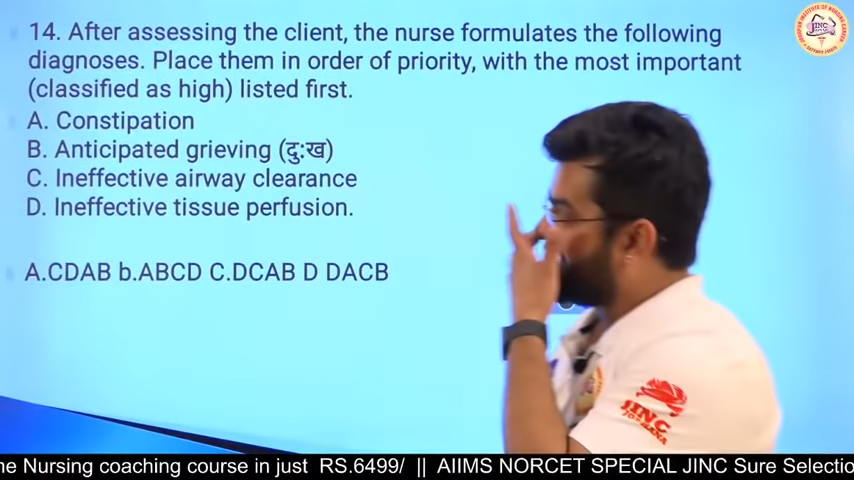 14. After assessing the client, the nurse formulates the following
diagnoses. Place them in order of priority, with the most important
(classified as high) listed first.
A. Constipation
B. Anticipated grieving (दुःख)
C. Ineffective airway clearance
D. Ineffective tissue perfusion.
A.CDAB b.ABCD C.DCAB D DACB
JINC
JINC
he Nursing coaching course in just RS.6499/ || AIIMS NORCET SPECIAL JINC Sure Selectio